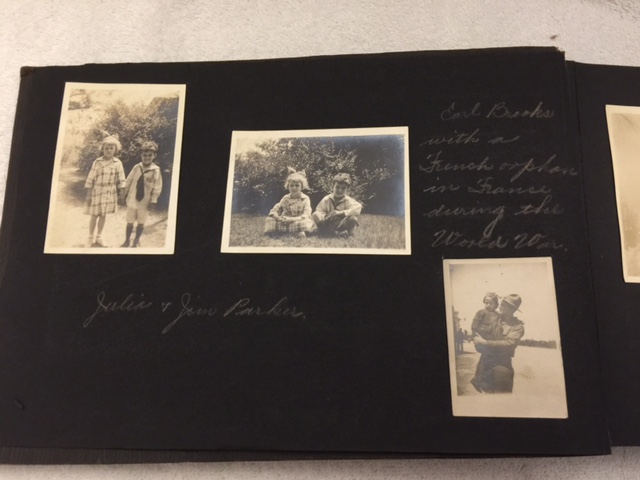 Earl Brooks
with a
French orphan
in France
during the
World War.
Julia & Jim Parker.